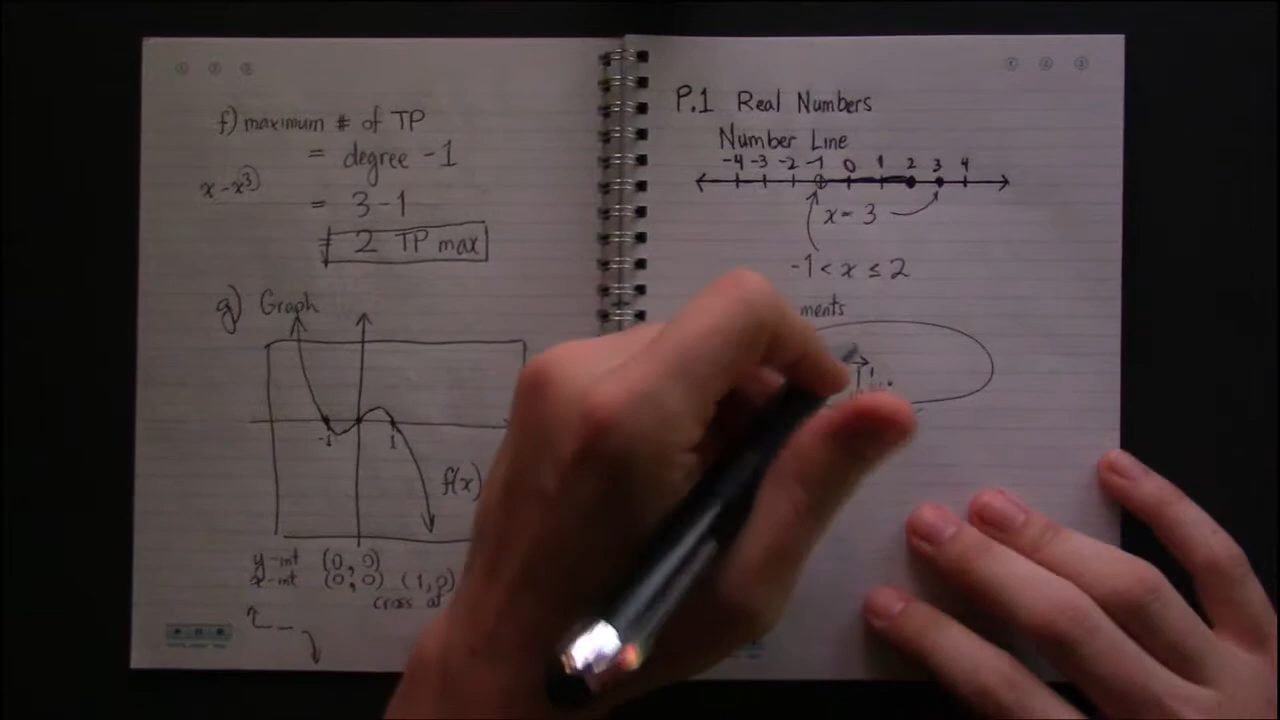 f) maximum # of TP
= degree -1
x - x³
= 3-1
= 2 TP max
g) Graph
-1 1
f(x)
y-int (0, 0)
x-int (0, 0) (1, 0)
cross at
P.1 Real Numbers
Number Line
-4 -3 -2 -1 0 1 2 3 4
x = 3
-1 < x ≤ 2
ments